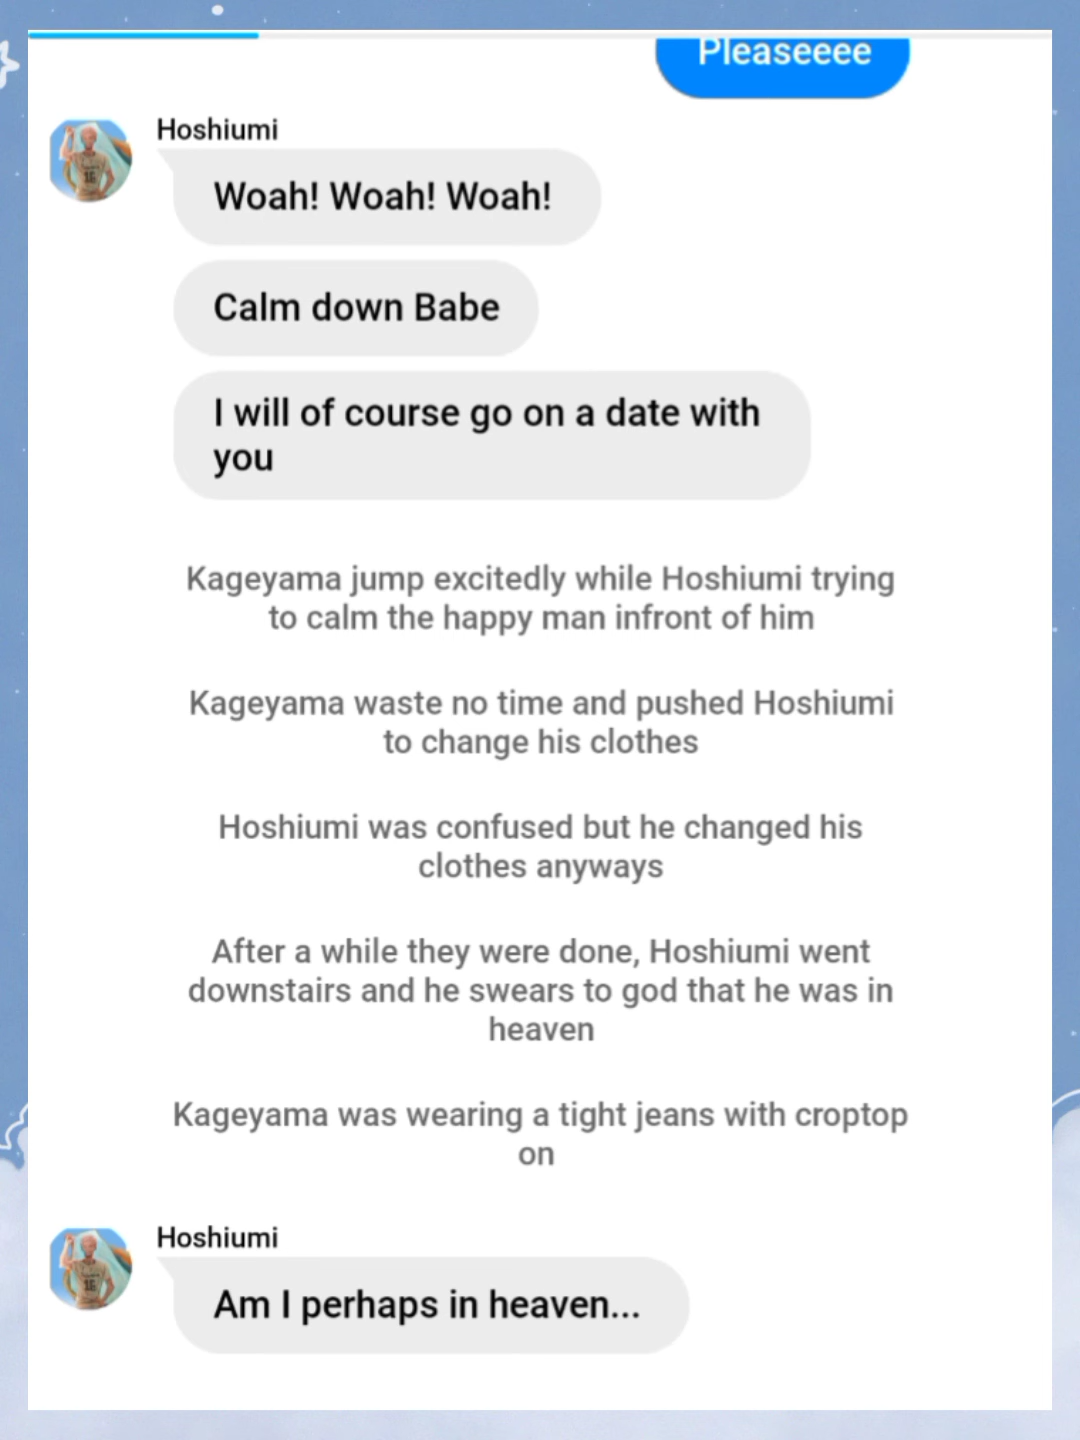 Pleaseeee
Hoshiumi
Woah! Woah! Woah!
Calm down Babe
I will of course go on a date with
you
Kageyama jump excitedly while Hoshiumi trying
to calm the happy man infront of him
Kageyama waste no time and pushed Hoshiumi
to change his clothes
Hoshiumi was confused but he changed his
clothes anyways
After a while they were done, Hoshiumi went
downstairs and he swears to god that he was in
heaven
Kageyama was wearing a tight jeans with croptop
on
Hoshiumi
Am I perhaps in heaven...